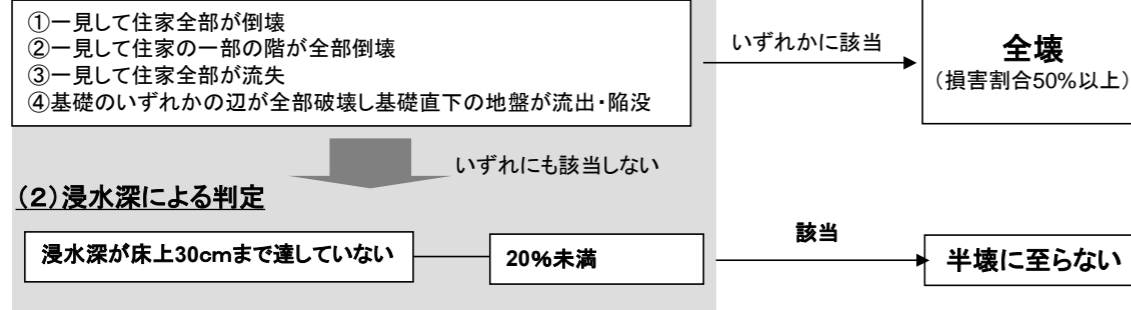 ①一見して住家全部が倒壊
②一見して住家の一部の階が全部倒壊
③一見して住家全部が流失
④基礎のいずれかの辺が全部破壊し基礎直下の地盤が流出・陥没
いずれかに該当
全壊
（損害割合50%以上）
いずれにも該当しない
（２）浸水深による判定
浸水深が床上30cmまで達していない
20%未満
該当
半壊に至らない